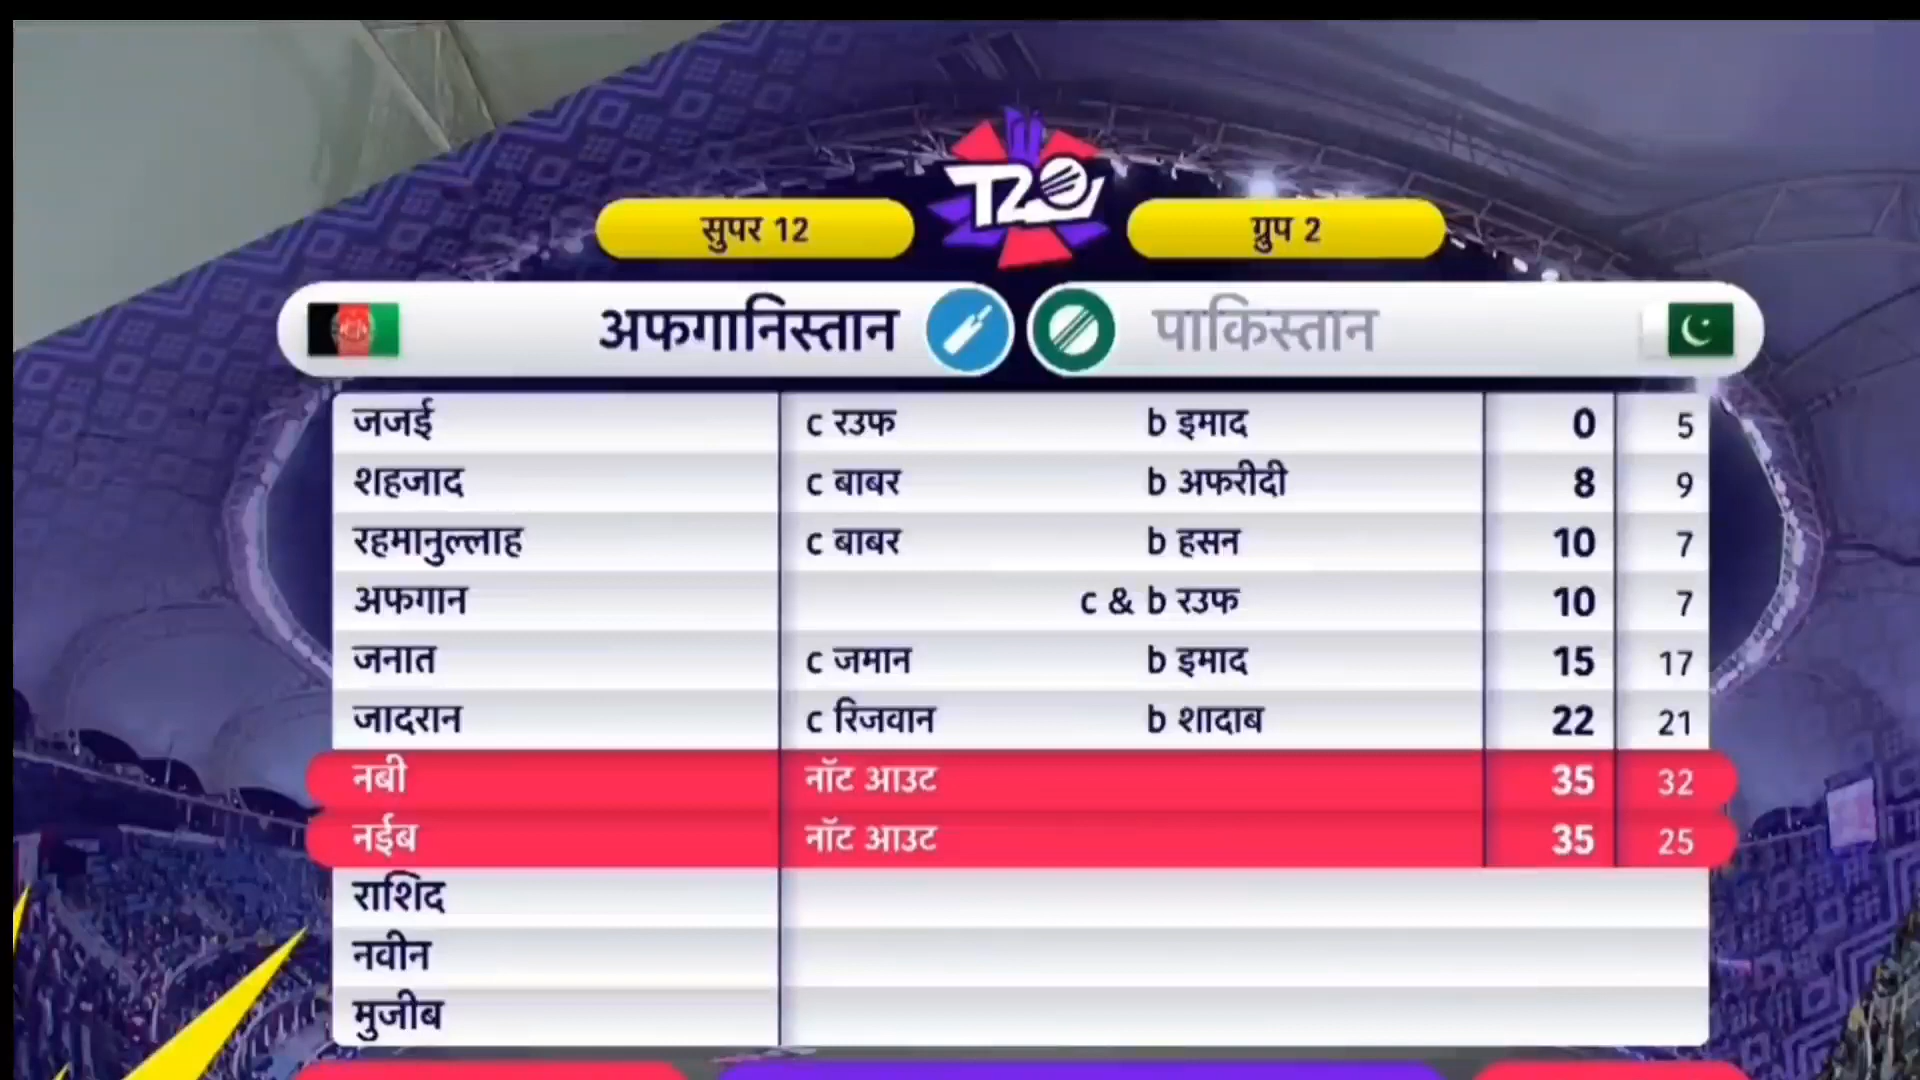 T20
सुपर 12 ग्रुप 2
अफगानिस्तान पाकिस्तान
जजई c रउफ b इमाद 0 5
शहजाद c बाबर b अफरीदी 8 9
रहमानुल्लाह c बाबर b हसन 10 7
अफगान c & b रउफ 10 7
जनात c जमान b इमाद 15 17
जादरान c रिजवान b शादाब 22 21
नबी नॉट आउट 35 32
नईब नॉट आउट 35 25
राशिद
नवीन
मुजीब